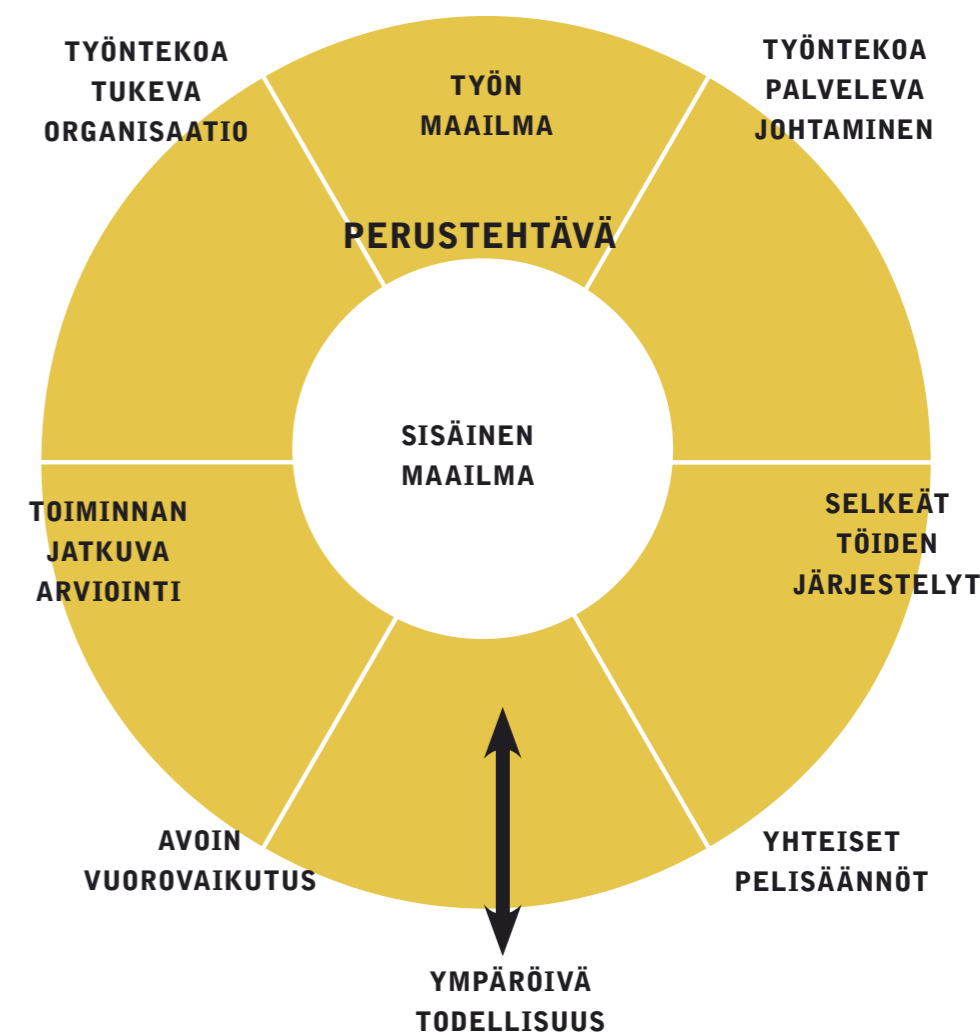 TYÖNTEKOA
TUKEVA
ORGANISAATIO
TYÖN
MAAILMA
TYÖNTEKOA
PALVELEVA
JOHTAMINEN
PERUSTEHTÄVÄ
SISÄINEN
MAAILMA
TOIMINNAN
JATKUVA
ARVIOINTI
SELKEÄT
TÖIDEN
JÄRJESTELYT
AVOIN
VUOROVAIKUTUS
YHTEISET
PELISÄÄNNÖT
YMPÄRÖIVÄ
TODELLISUUS